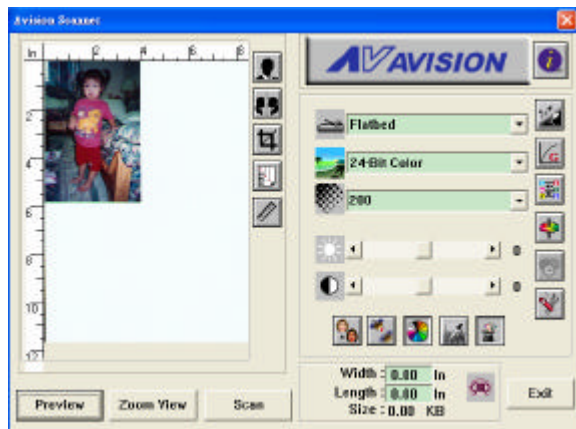 Avision Scanner
In 2 4 6 8
2
4
6
8
10
12
AVAVISION
i
Flatbed
24-Bit Color
200
G
0
0
Width : 0.00 In
Length : 0.00 In
Size : 0.00 KB
Preview Zoom View Scan Exit